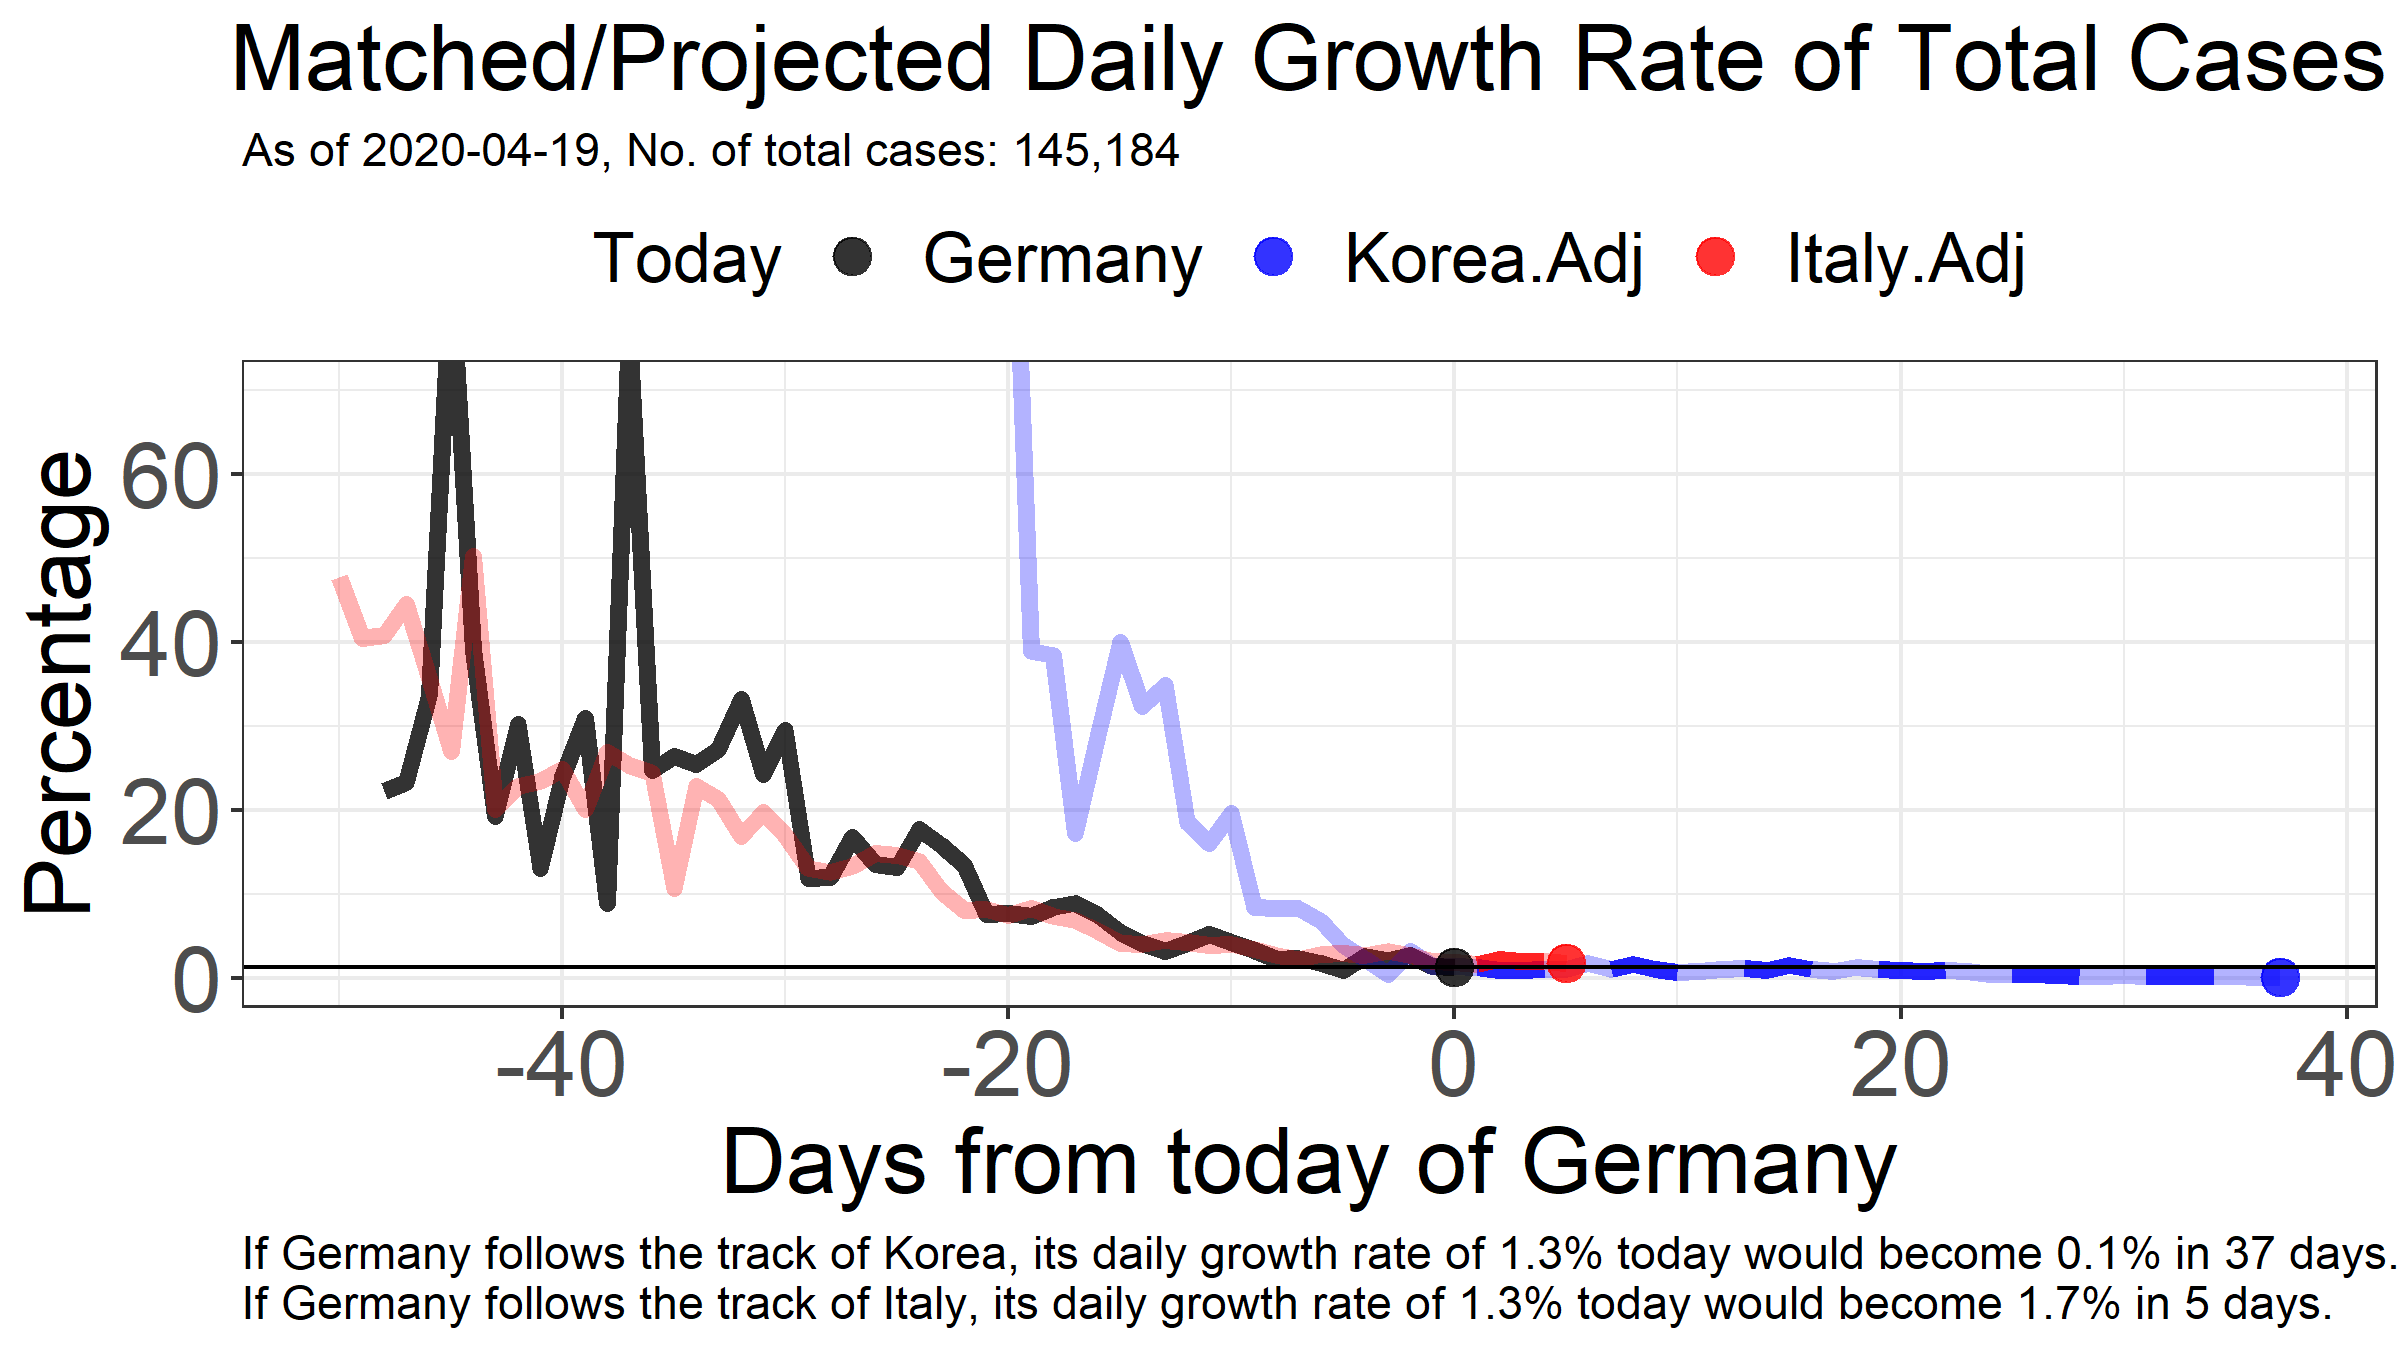 Matched/Projected Daily Growth Rate of Total Cases
As of 2020-04-19, No. of total cases: 145,184
Today Germany Korea.Adj Italy.Adj
Percentage
60
40
20
0
-40 -20 0 20 40
Days from today of Germany
If Germany follows the track of Korea, its daily growth rate of 1.3% today would become 0.1% in 37 days.
If Germany follows the track of Italy, its daily growth rate of 1.3% today would become 1.7% in 5 days.